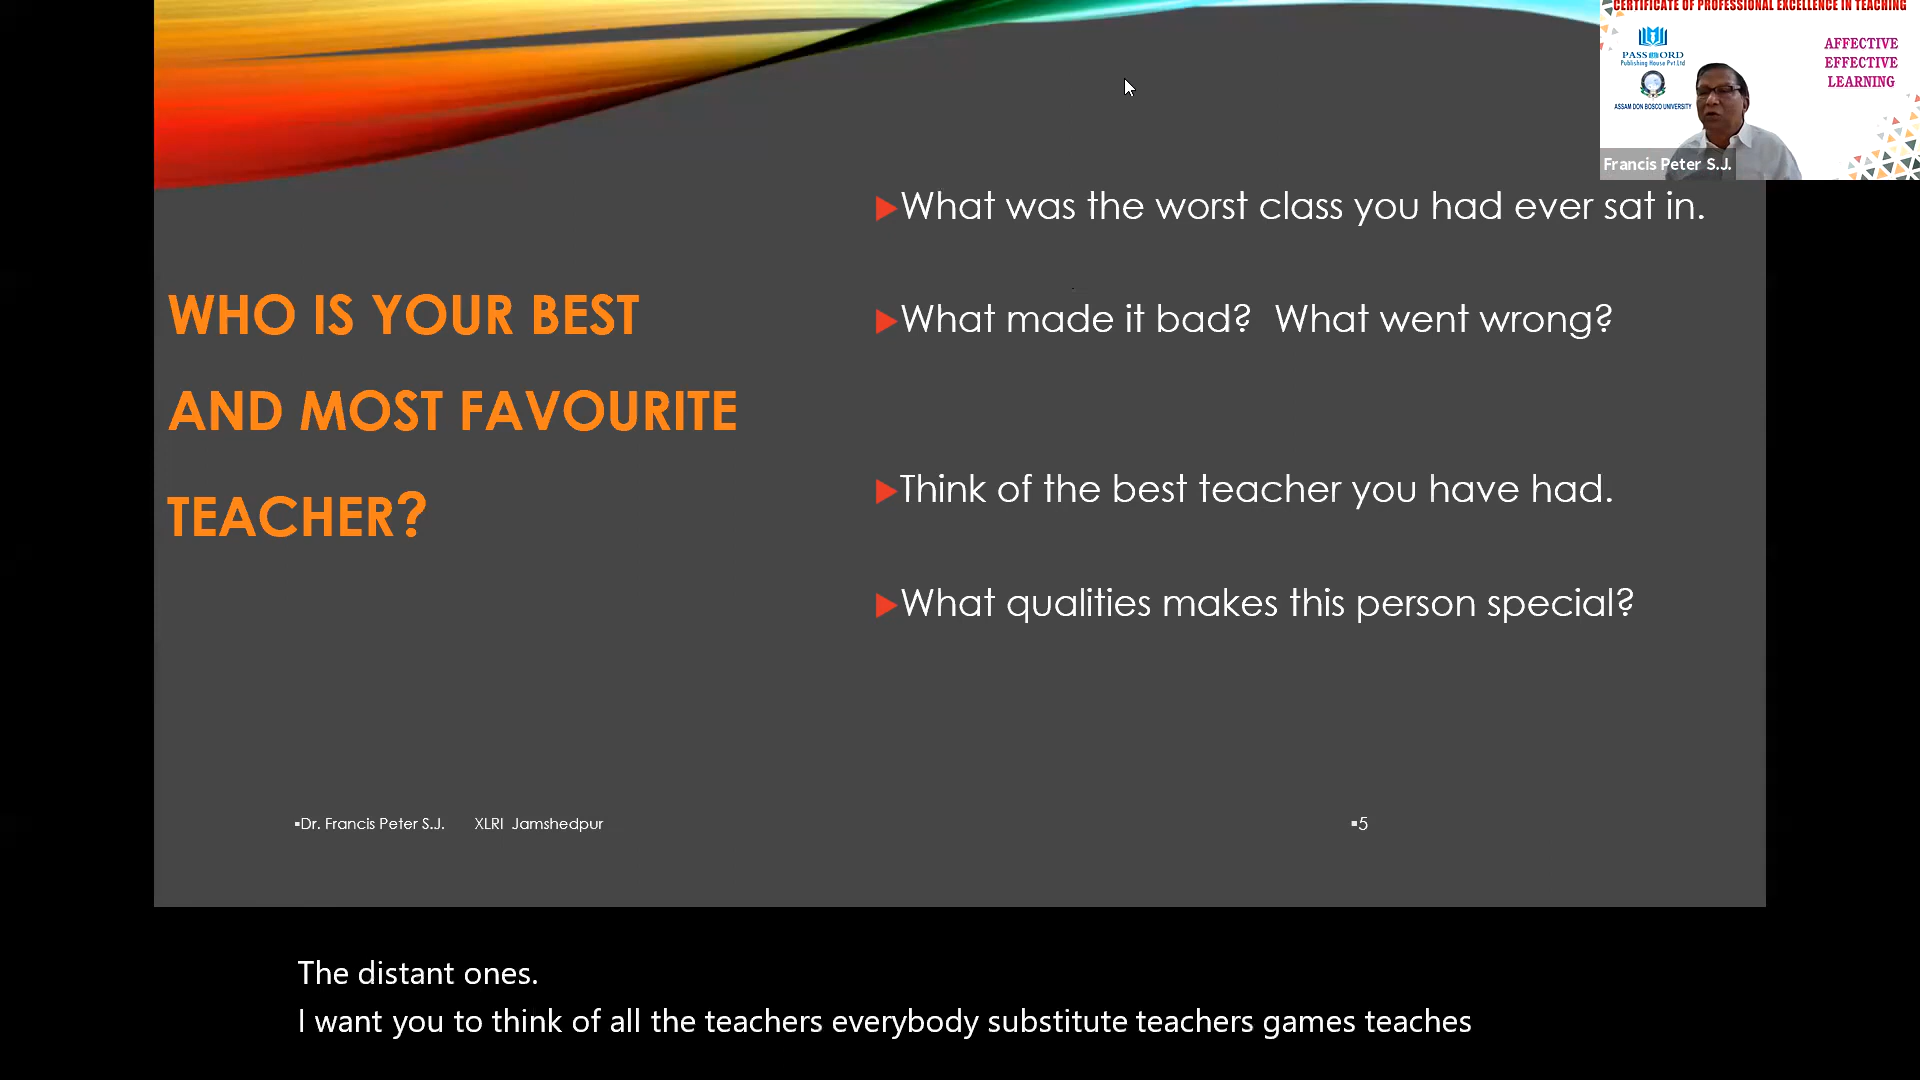 CERTIFICATE OF PROFESSIONAL EXCELLENCE IN TEACHING
PASSWORD
Publishing House Pvt Ltd
ASSAM DON BOSCO UNIVERSITY
AFFECTIVE
EFFECTIVE
LEARNING
Francis Peter S.J.
WHO IS YOUR BEST
AND MOST FAVOURITE
TEACHER?
▶What was the worst class you had ever sat in.
▶What made it bad?  What went wrong?
▶Think of the best teacher you have had.
▶What qualities makes this person special?
▪Dr. Francis Peter S.J. XLRI Jamshedpur
▪5
The distant ones.
I want you to think of all the teachers everybody substitute teachers games teaches